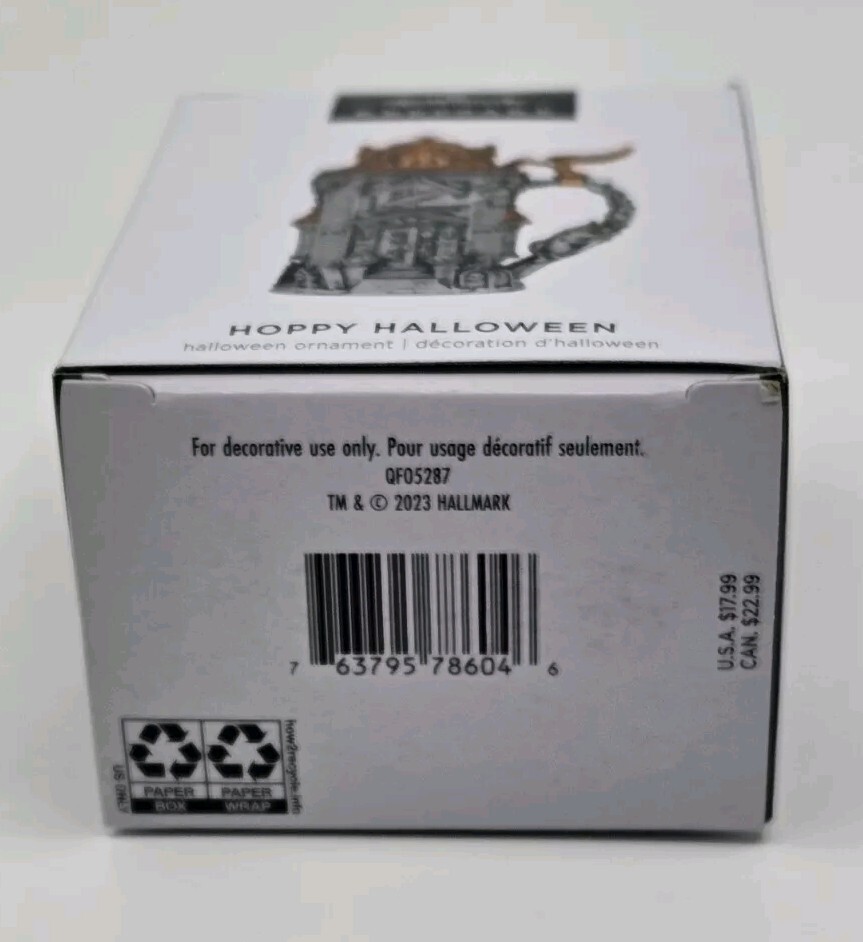 HOPPY HALLOWEEN
halloween ornament | décoration d'halloween
For decorative use only. Pour usage décoratif seulement.
QFO5287
TM & © 2023 HALLMARK
7 63795 78604 6
U.S.A. $17.99
CAN. $22.99
how2recycle.info
PAPER PAPER
BOX WRAP
US ONLY